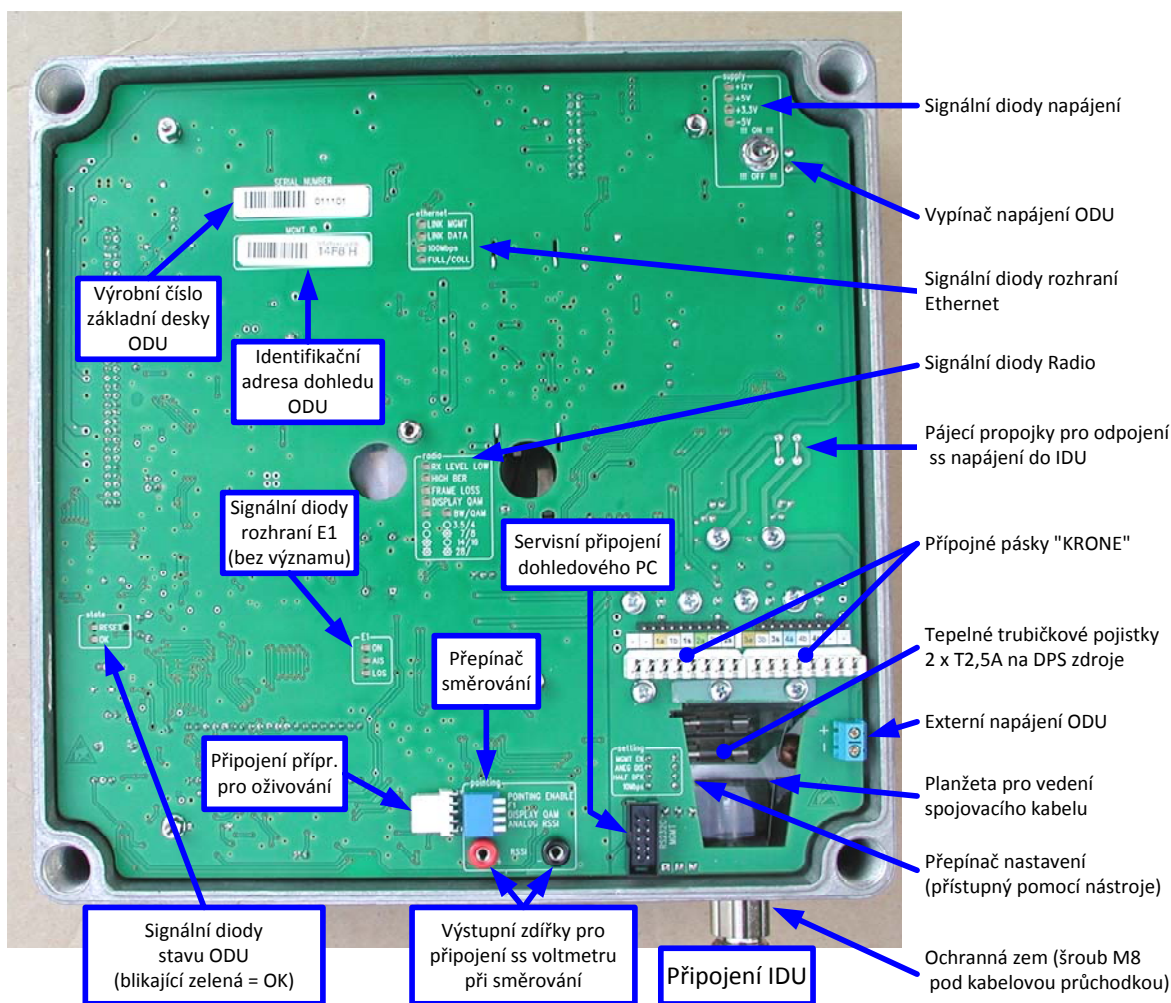 supply
+12V
+5V
+3.3V
-5V
!!! ON !!!
!!! OFF !!!
Signální diody napájení
Vypínač napájení ODU
SERIAL NUMBER
011101
MGMT ID
14F8 H
ethernet
LINK MGMT
LINK DATA
100Mbps
FULL/COLL
Signální diody rozhraní
Ethernet
Výrobní číslo
základní desky
ODU
Identifikační
adresa dohledu
ODU
Signální diody Radio
Pájecí propojky pro odpojení
ss napájení do IDU
radio
RX LEVEL LOW
HIGH BER
FRAME LOSS
DISPLAY QAM
BW/QAM
3.5/4
7/8
14/16
28/
Signální diody
rozhraní E1
(bez významu)
Servisní připojení
dohledového PC
Přípojné pásky "KRONE"
state
RESET
OK
E1
ON
AIS
LOS
1a 1b
3b
4b
Tepelné trubičkové pojistky
2 x T2,5A na DPS zdroje
Přepínač
směrování
Externí napájení ODU
+
-
Připojení přípr.
pro oživování
setting
MGMT EN
ANEG DIS
HALF DPX
10Mbps
Planžeta pro vedení
spojovacího kabelu
pointing
POINTING ENABLE
DISPLAY QAM
ANALOG RSSI
RSSI
RS232C
MGMT
Přepínač nastavení
(přístupný pomocí nástroje)
Signální diody
stavu ODU
(blikající zelená = OK)
Výstupní zdířky pro
připojení ss voltmetru
při směrování
Připojení IDU
Ochranná zem (šroub M8
pod kabelovou průchodkou)